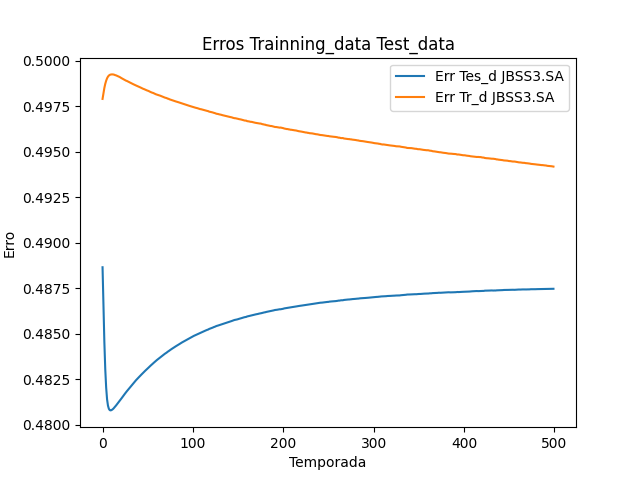 Erros Trainning_data Test_data
Err Tes_d JBSS3.SA
Err Tr_d JBSS3.SA
Erro
0.5000
0.4975
0.4950
0.4925
0.4900
0.4875
0.4850
0.4825
0.4800
0 100 200 300 400 500
Temporada